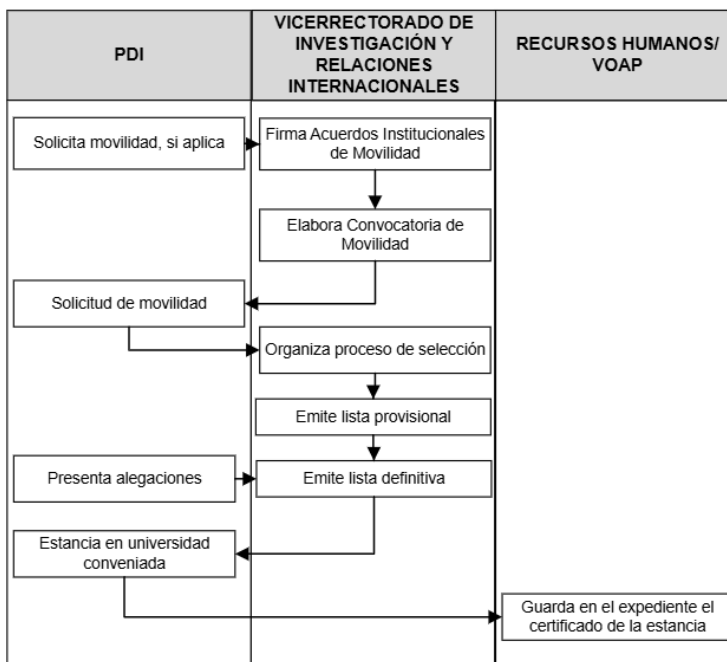 PDI
VICERRECTORADO DE
INVESTIGACIÓN Y
RELACIONES
INTERNACIONALES
RECURSOS HUMANOS/
VOAP
Solicita movilidad, si aplica
Firma Acuerdos Institucionales
de Movilidad
Elabora Convocatoria de
Movilidad
Solicitud de movilidad
Organiza proceso de selección
Emite lista provisional
Presenta alegaciones
Emite lista definitiva
Estancia en universidad
conveniada
Guarda en el expediente el
certificado de la estancia